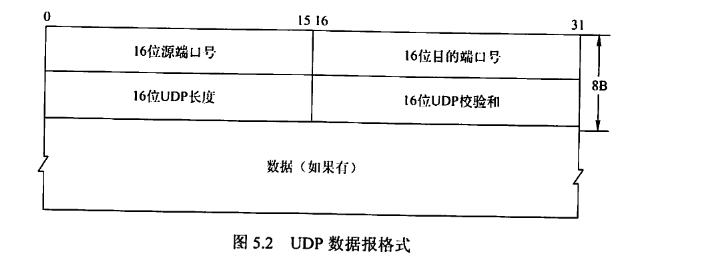 0 15 16 31
16位源端口号 16位目的端口号
8B
16位UDP长度 16位UDP校验和
数据（如果有）
图 5.2 UDP 数据报格式